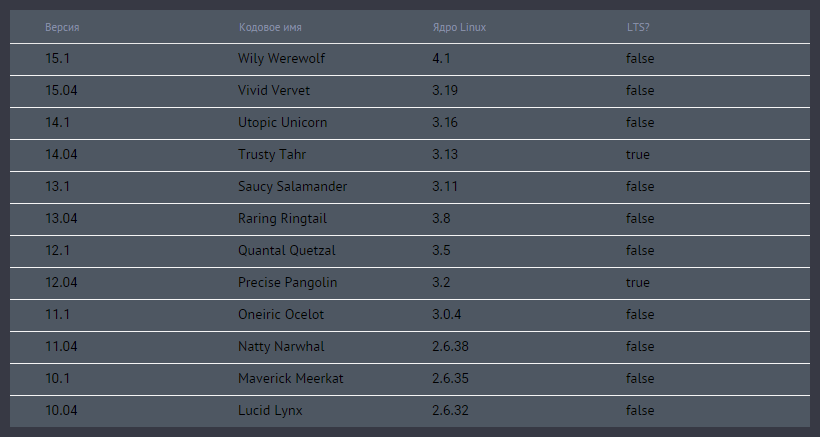 Версия Кодовое имя Ядро Linux LTS?
15.1 Wily Werewolf 4.1 false
15.04 Vivid Vervet 3.19 false
14.1 Utopic Unicorn 3.16 false
14.04 Trusty Tahr 3.13 true
13.1 Saucy Salamander 3.11 false
13.04 Raring Ringtail 3.8 false
12.1 Quantal Quetzal 3.5 false
12.04 Precise Pangolin 3.2 true
11.1 Oneiric Ocelot 3.0.4 false
11.04 Natty Narwhal 2.6.38 false
10.1 Maverick Meerkat 2.6.35 false
10.04 Lucid Lynx 2.6.32 false